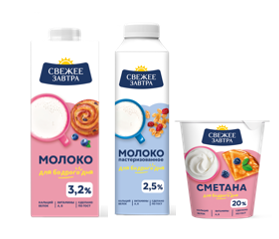 СВЕЖЕЕ
ЗАВТРА
МОЛОКО
для бодрого дня
3,2%
СВЕЖЕЕ
ЗАВТРА
МОЛОКО
пастеризованное
для бодрого дня
2,5%
СВЕЖЕЕ
ЗАВТРА
СМЕТАНА
для бодрого дня
20%